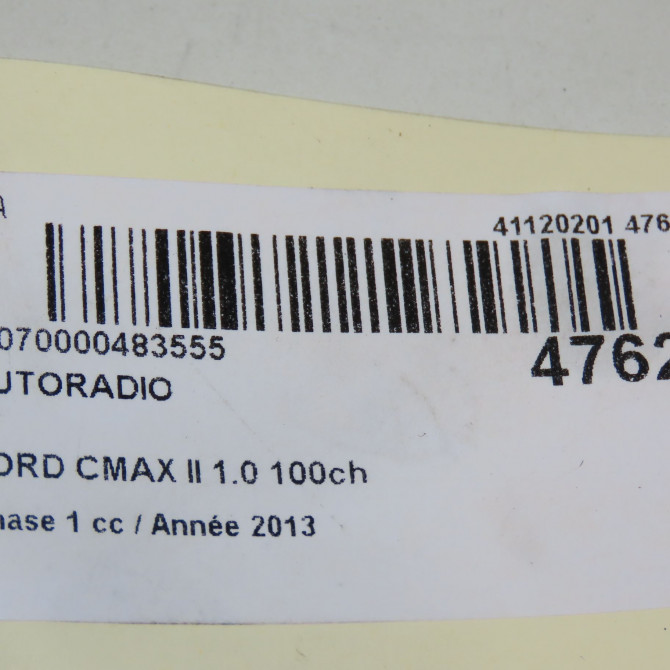 A
41120201 476
070000483555
4762
UTORADIO
ORD CMAX II 1.0 100ch
hase 1 cc / Année 2013